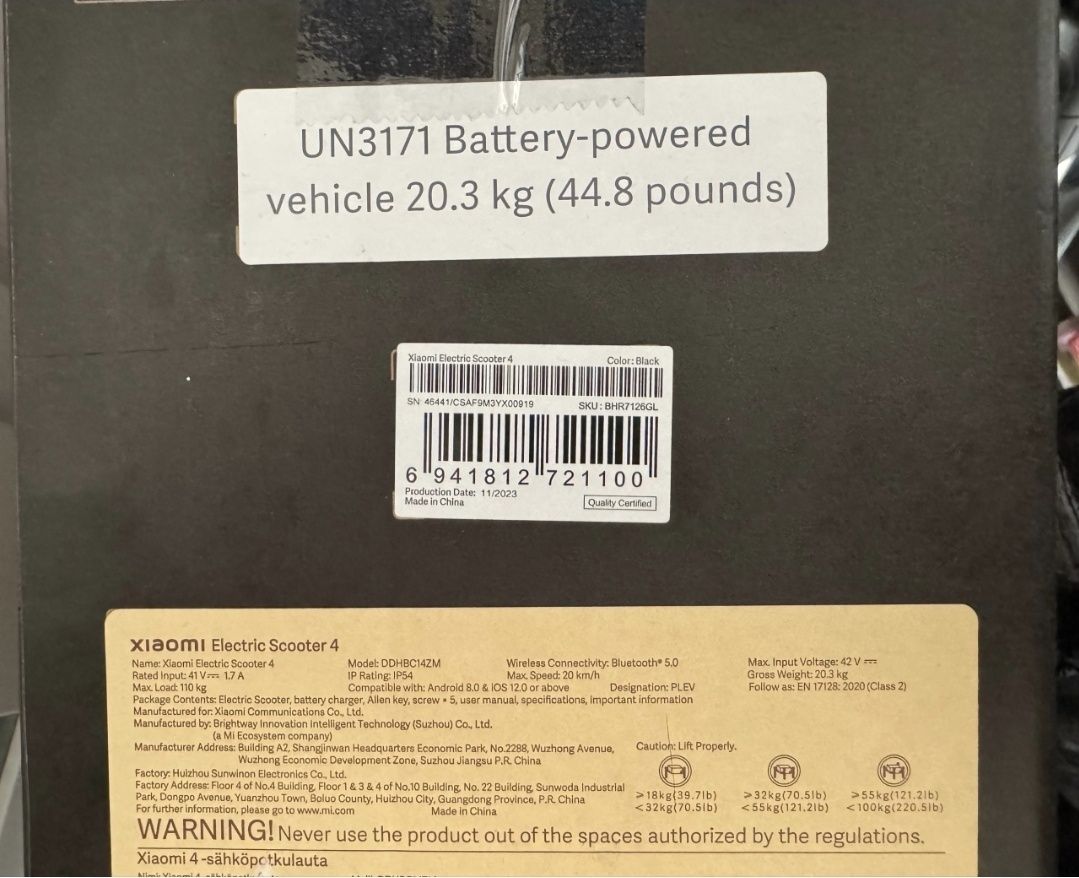 UN3171 Battery-powered
vehicle 20.3 kg (44.8 pounds)
Xiaomi Electric Scooter 4 Color: Black
SN: 46441/CSAF9M3YX00919 SKU: BHR7126GL
6 941812 721100
Production Date: 11/2023
Made in China Quality Certified
xiaomi Electric Scooter 4
Name: Xiaomi Electric Scooter 4 Model: DDHBC14ZM Wireless Connectivity: Bluetooth® 5.0 Max. Input Voltage: 42 V ⎓
Rated Input: 41 V ⎓ 1.7 A IP Rating: IP54 Max. Speed: 20 km/h Gross Weight: 20.3 kg
Max. Load: 110 kg Compatible with: Android 8.0 & iOS 12.0 or above Designation: PLEV Follow as: EN 17128: 2020 (Class 2)
Package Contents: Electric Scooter, battery charger, Allen key, screw * 5, user manual, specifications, important information
Manufactured for: Xiaomi Communications Co., Ltd.
Manufactured by: Brightway Innovation Intelligent Technology (Suzhou) Co., Ltd.
(a Mi Ecosystem company)
Manufacturer Address: Building A2, Shangjinwan Headquarters Economic Park, No.2288, Wuzhong Avenue,
Wuzhong Economic Development Zone, Suzhou Jiangsu P.R. China
Factory: Huizhou Sunwinon Electronics Co., Ltd.
Factory Address: Floor 4 of No.4 Building, Floor 1 & 3 & 4 of No.10 Building, No. 22 Building, Sunwoda Industrial
Park, Dongpo Avenue, Yuanzhou Town, Boluo County, Huizhou City, Guangdong Province, P.R. China
For further information, please go to www.mi.com Made in China
Caution: Lift Properly.
≥18kg(39.7lb) ≥32kg(70.5lb) ≥55kg(121.2lb)
<32kg(70.5lb) <55kg(121.2lb) <100kg(220.5lb)
WARNING! Never use the product out of the spaces authorized by the regulations.
Xiaomi 4 -sähköpotkulauta